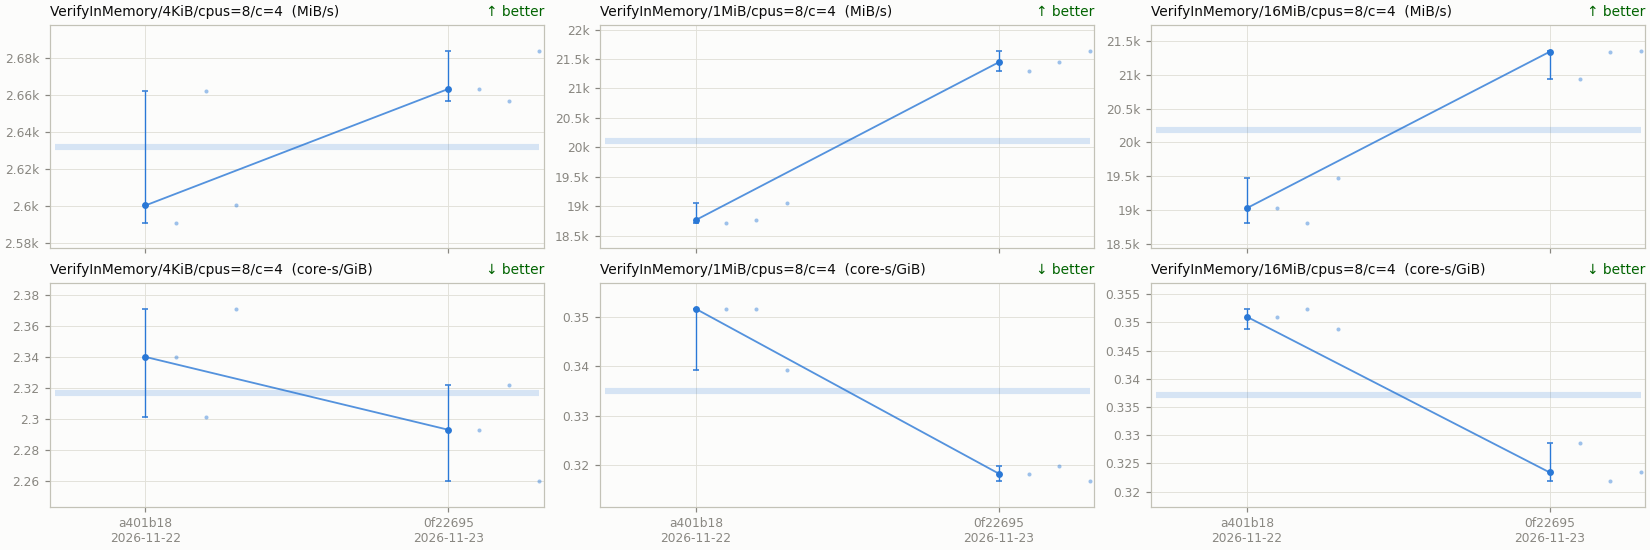 VerifyInMemory/4KiB/cpus=8/c=4 (MiB/s) ↑ better
2.68k
2.66k
2.64k
2.62k
2.6k
2.58k
VerifyInMemory/1MiB/cpus=8/c=4 (MiB/s) ↑ better
22k
21.5k
21k
20.5k
20k
19.5k
19k
18.5k
VerifyInMemory/16MiB/cpus=8/c=4 (MiB/s) ↑ better
21.5k
21k
20.5k
20k
19.5k
19k
18.5k
VerifyInMemory/4KiB/cpus=8/c=4 (core-s/GiB) ↓ better
2.38
2.36
2.34
2.32
2.3
2.28
2.26
a401b18 0f22695
2026-11-22 2026-11-23
VerifyInMemory/1MiB/cpus=8/c=4 (core-s/GiB) ↓ better
0.35
0.34
0.33
0.32
a401b18 0f22695
2026-11-22 2026-11-23
VerifyInMemory/16MiB/cpus=8/c=4 (core-s/GiB) ↓ better
0.355
0.35
0.345
0.34
0.335
0.33
0.325
0.32
a401b18 0f22695
2026-11-22 2026-11-23